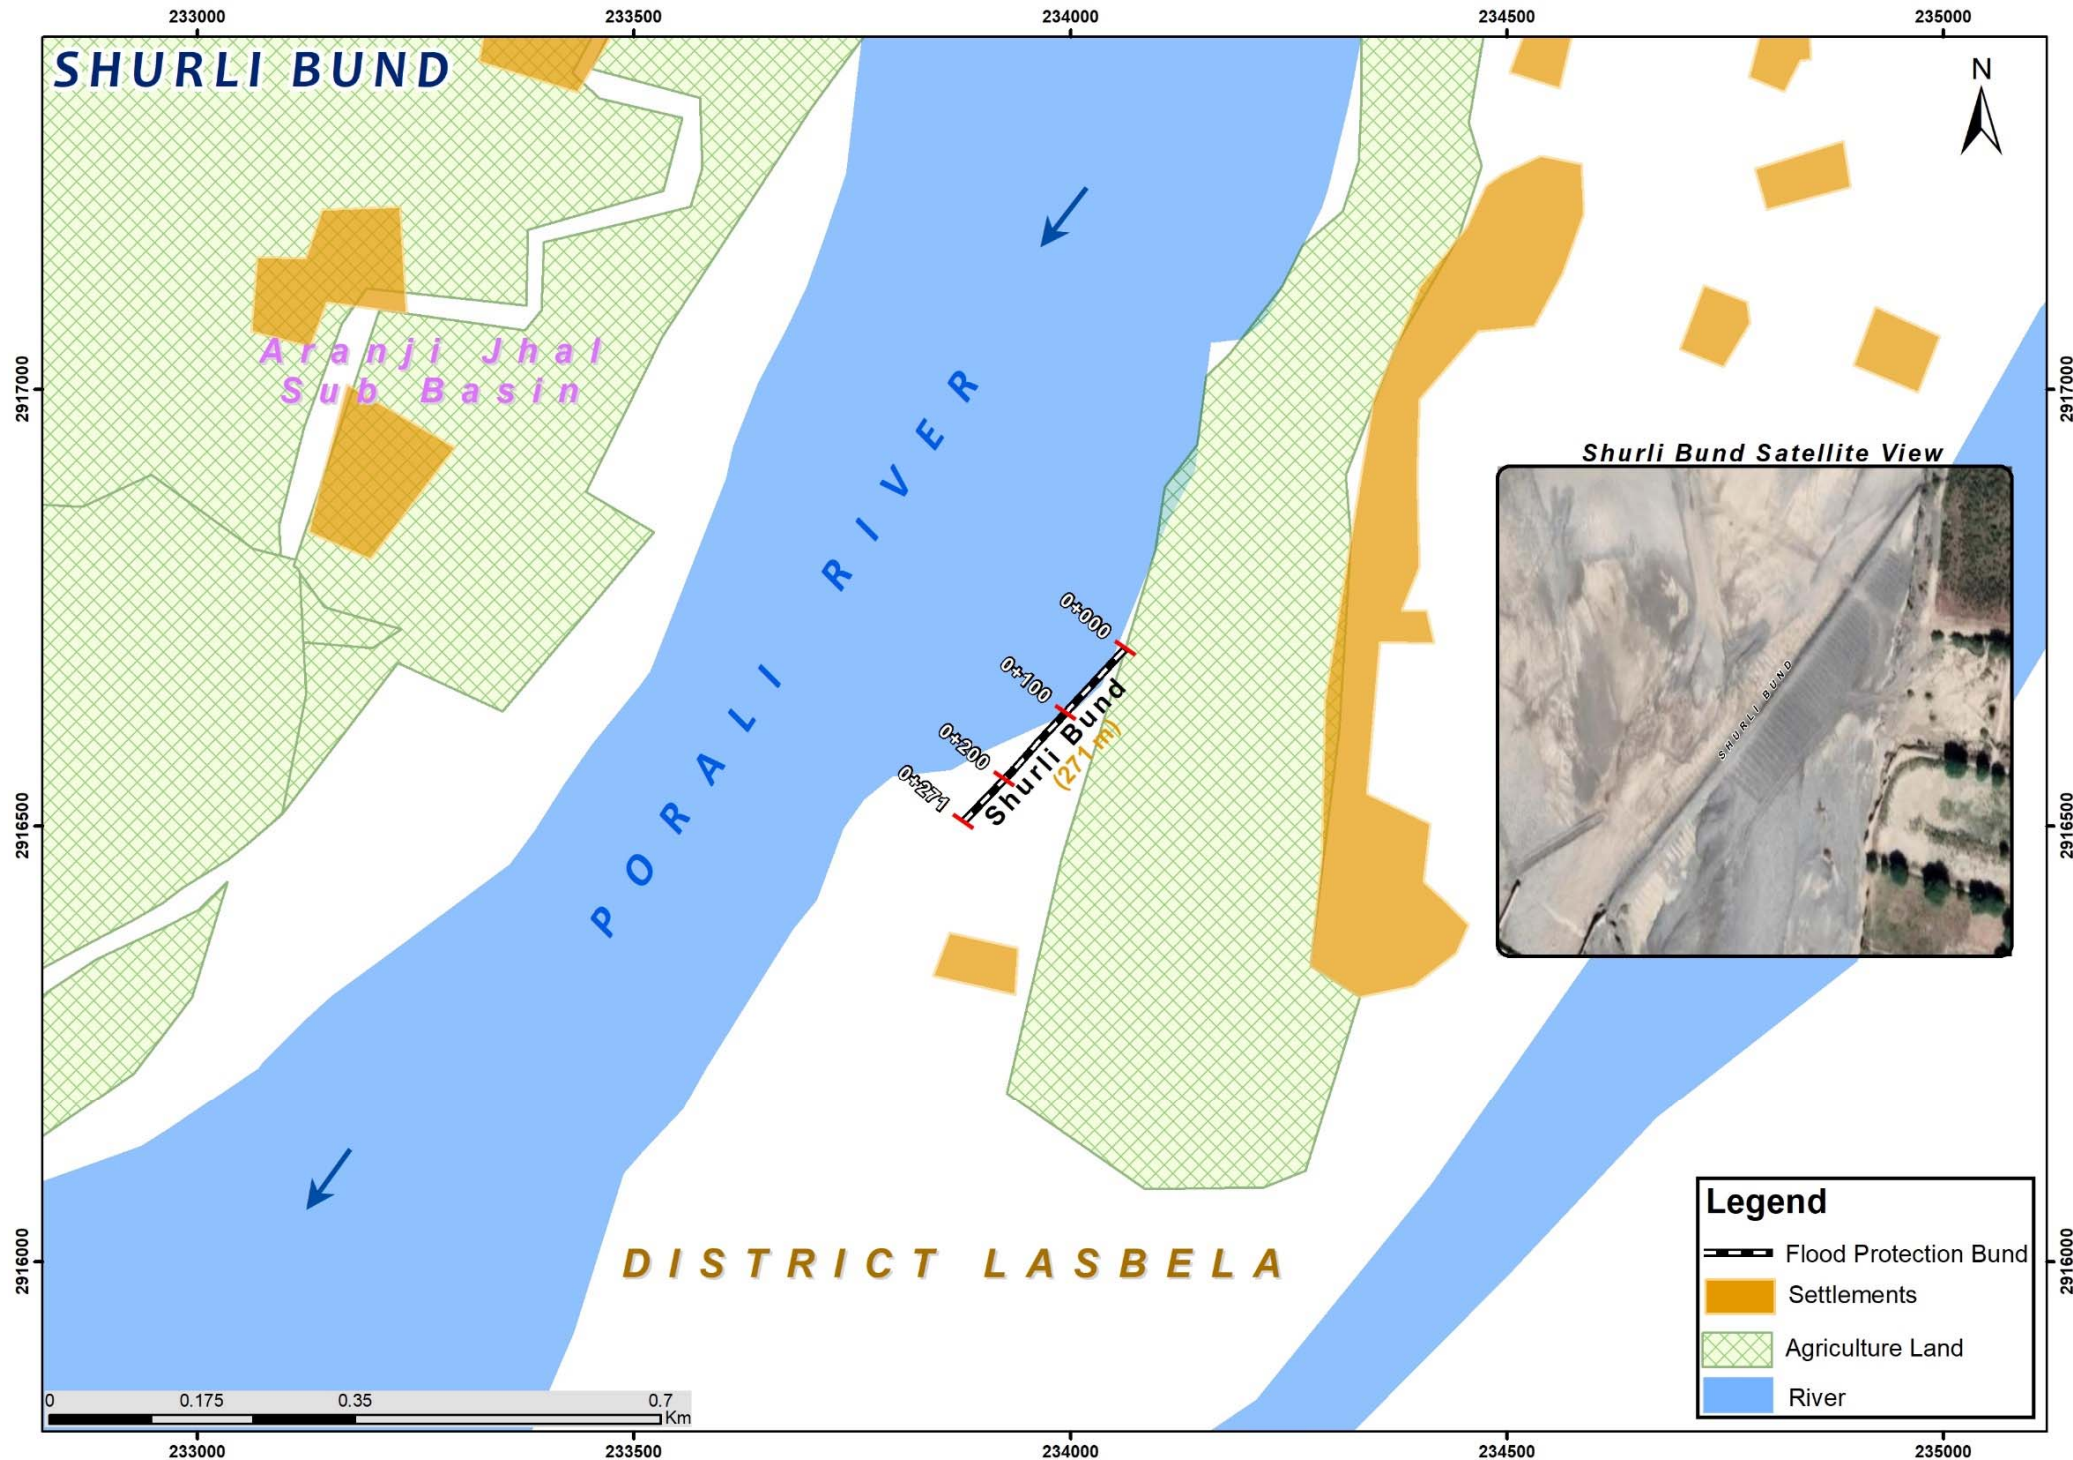 233000
233500
234000
234500
235000
SHURLI BUND
N
2917000
2917000
Aranji Jhal
Sub Basin
PORALI RIVER
Shurli Bund Satellite View
SHURLI BUND
0+000
0+100
0+200
0+271
Shurli Bund
(271 m)
2916500
2916500
DISTRICT LASBELA
2916000
2916000
Legend
Flood Protection Bund
Settlements
Agriculture Land
River
0
0.175
0.35
0.7
Km
233000
233500
234000
234500
235000